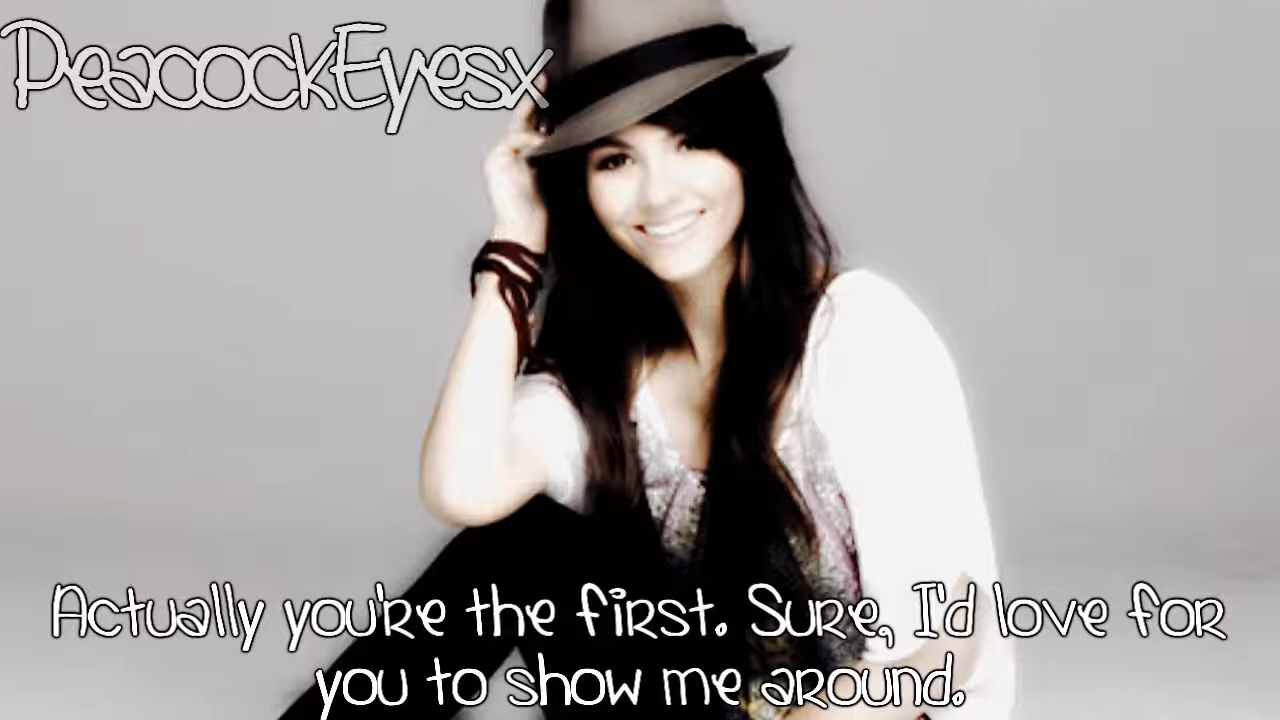 PeacockEyesx
Actually you're the first. Sure, I'd love for
you to show me around.